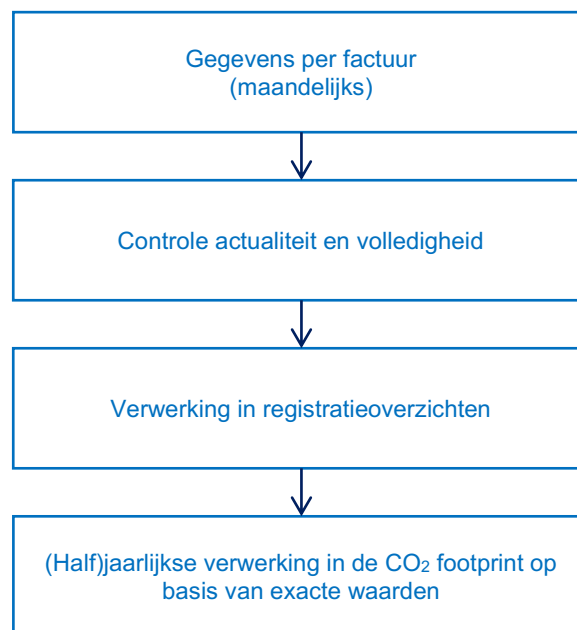 Gegevens per factuur
(maandelijks)
Controle actualiteit en volledigheid
Verwerking in registratieoverzichten
(Half)jaarlijkse verwerking in de CO₂ footprint op
basis van exacte waarden